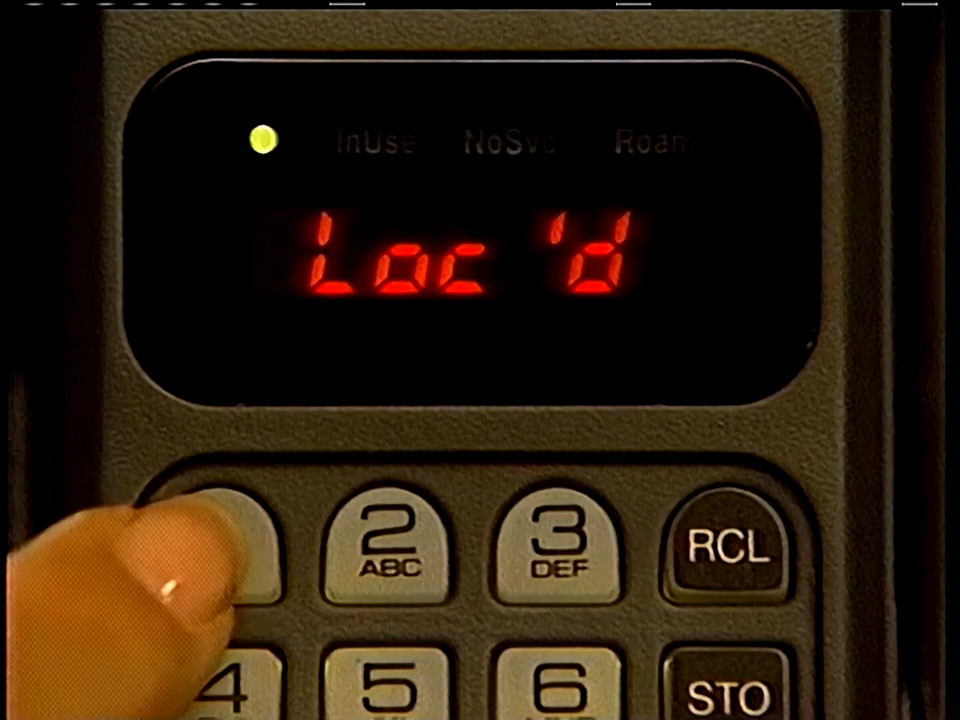 InUse NoSvc Roam
Loc 'd
2 3 RCL
ABC DEF
4 5 6 STO